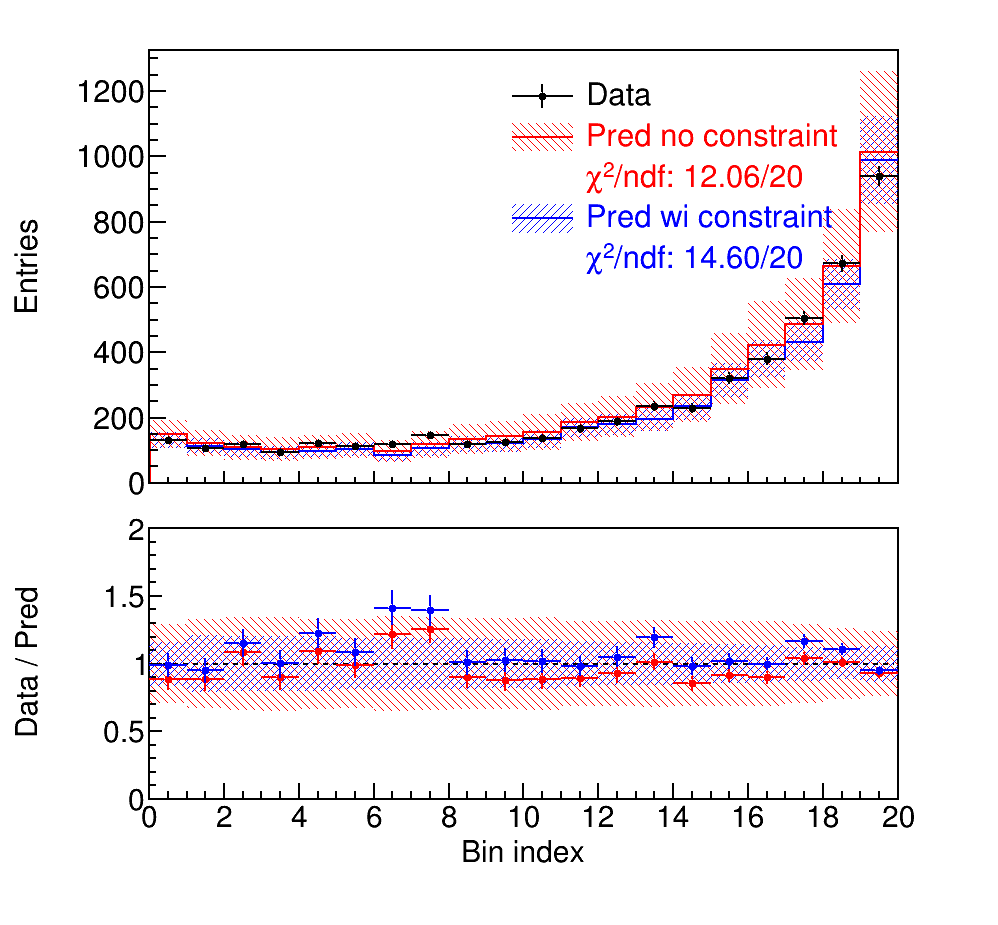 Entries
1200
1000
800
600
400
200
0
Data
Pred no constraint
χ²/ndf: 12.06/20
Pred wi constraint
χ²/ndf: 14.60/20
Data / Pred
2
1.5
1
0.5
0
0 2 4 6 8 10 12 14 16 18 20
Bin index